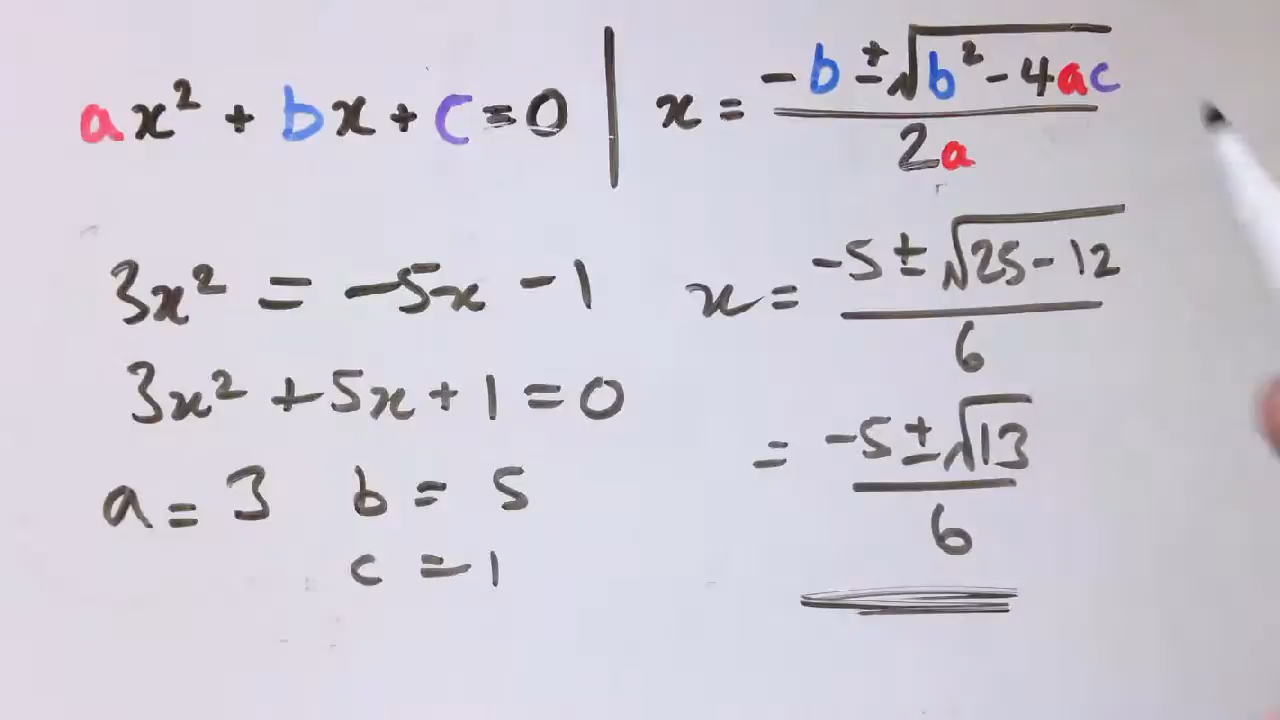 ax² + bx + c = 0
x = (-b ± √(b² - 4ac)) / 2a
3x² = -5x - 1
3x² + 5x + 1 = 0
a = 3 b = 5
c = 1
x = (-5 ± √(25 - 12)) / 6
= (-5 ± √13) / 6